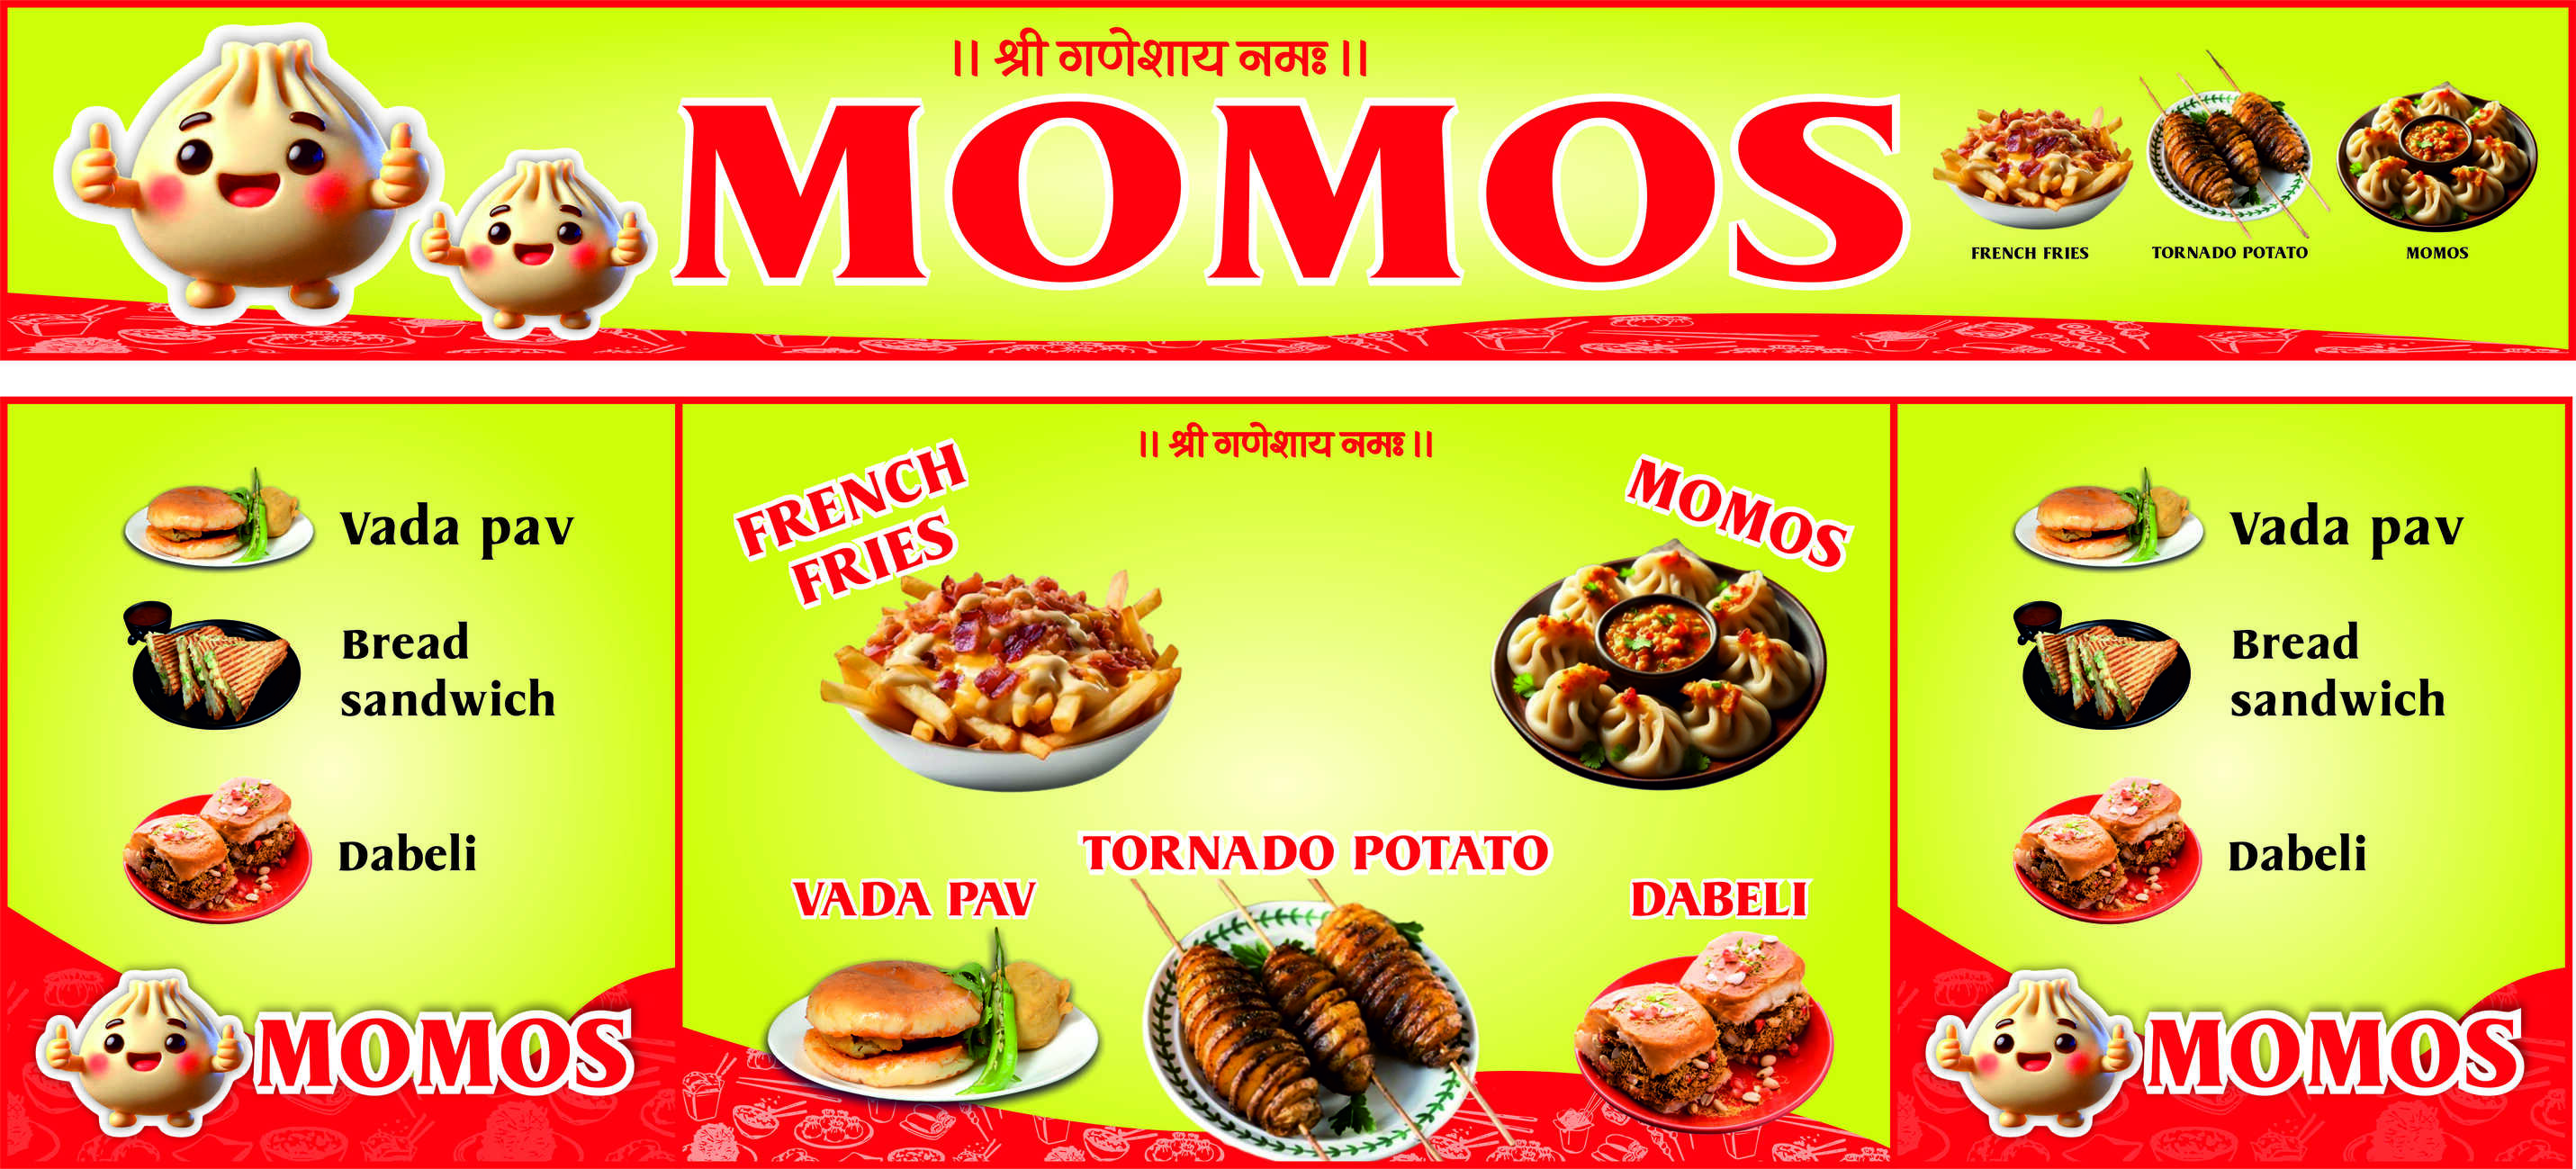 ।। श्री गणेशाय नमः ।।
MOMOS
FRENCH FRIES
TORNADO POTATO
MOMOS
Vada pav
Bread
sandwich
Dabeli
MOMOS
।। श्री गणेशाय नमः ।।
FRENCH
FRIES
MOMOS
TORNADO POTATO
VADA PAV
DABELI
Vada pav
Bread
sandwich
Dabeli
MOMOS